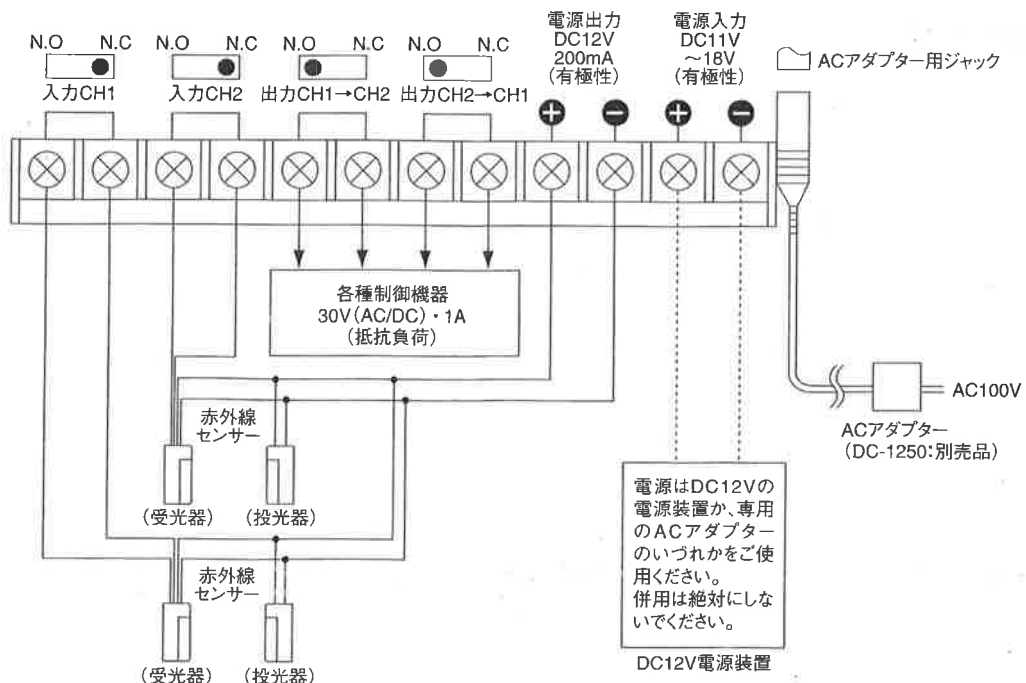 N.O N.C
入力CH1
N.O N.C
入力CH2
N.O N.C
出力CH1→CH2
N.O N.C
出力CH2→CH1
電源出力
DC12V
200mA
(有極性)
電源入力
DC11V
～18V
(有極性)
ACアダプター用ジャック
各種制御機器
30V(AC/DC)・1A
(抵抗負荷)
AC100V
ACアダプター
(DC-1250:別売品)
赤外線
センサー
(受光器)
(投光器)
赤外線
センサー
(受光器)
(投光器)
電源はDC12Vの
電源装置か、専用
のACアダプター
のいづれかをご使
用ください。
併用は絶対にしな
いでください。
DC12V電源装置